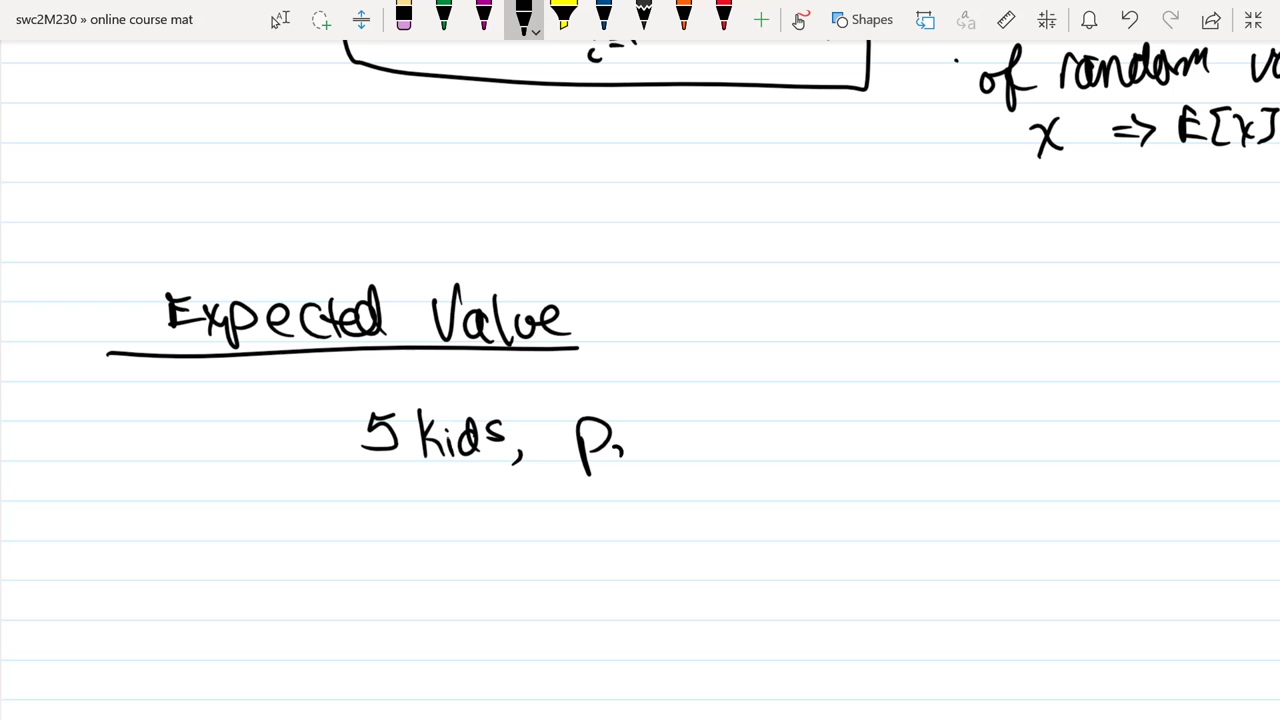 swc2M230 » online course mat
Shapes
of random
x => E[x]
Expected Value
5 kids, P